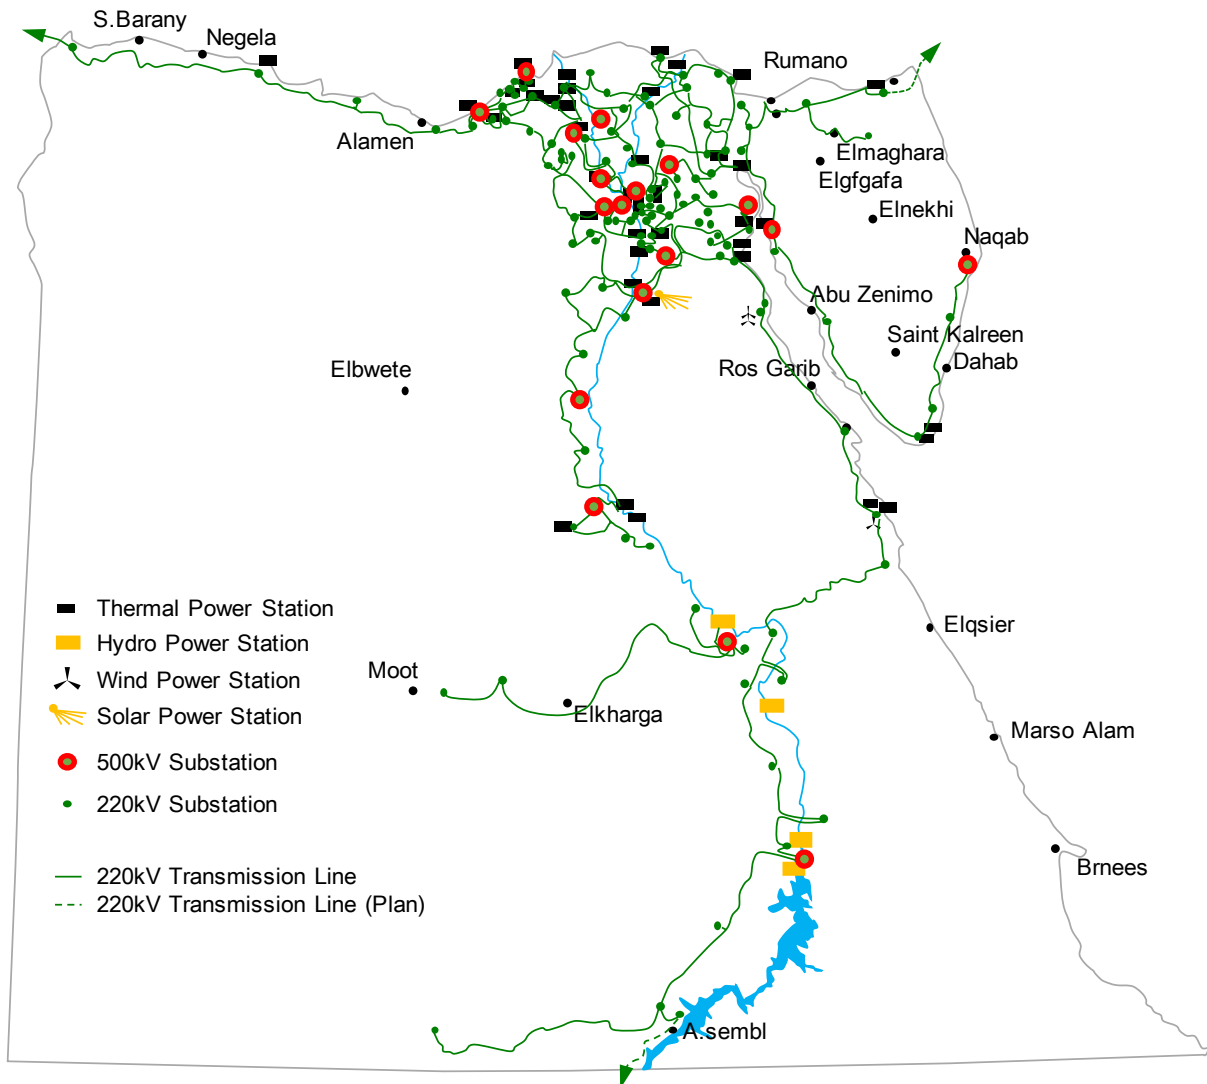 S.Barany
Negela
Rumano
Alamen
Elmaghara
Elgfgafa
Elnekhi
Naqab
Abu Zenimo
Saint Kalreen
Dahab
Ros Garib
Elbwete
Thermal Power Station
Hydro Power Station
Wind Power Station
Solar Power Station
500kV Substation
220kV Substation
220kV Transmission Line
220kV Transmission Line (Plan)
Elqsier
Moot
Elkharga
Marso Alam
Brnees
A.sembl